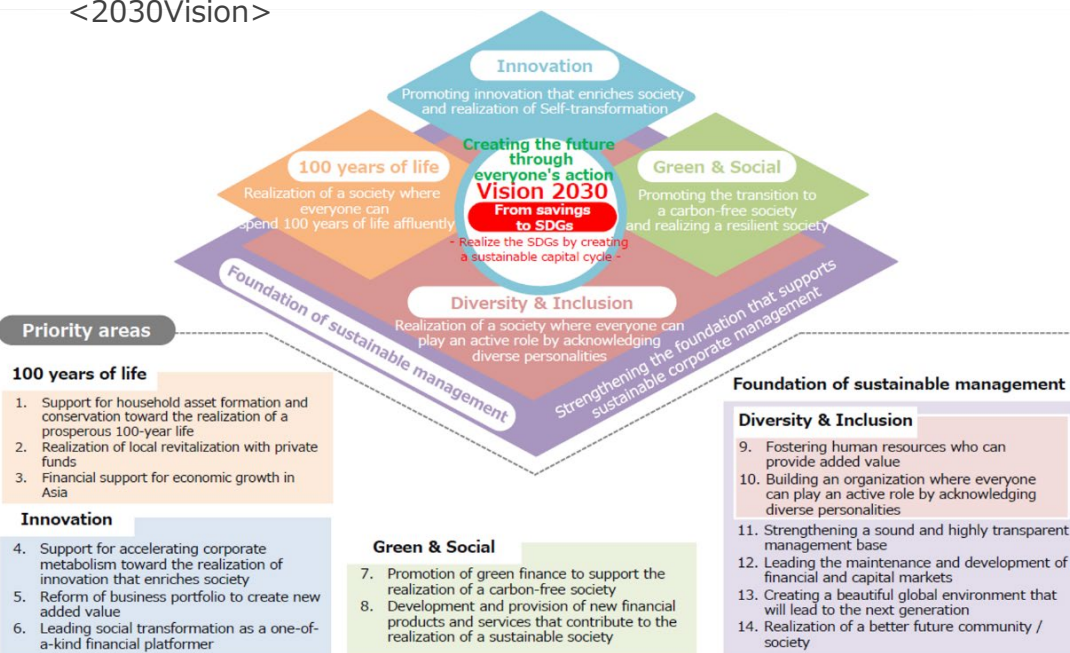 <2030Vision>
Innovation
Promoting innovation that enriches society
and realization of Self-transformation
100 years of life
Realization of a society where
everyone can
spend 100 years of life affluently
Creating the future
through
everyone's action
Vision 2030
From savings
to SDGs
- Realize the SDGs by creating
a sustainable capital cycle -
Green & Social
Promoting the transition to
a carbon-free society
and realizing a resilient society
Diversity & Inclusion
Realization of a society where everyone can
play an active role by acknowledging
diverse personalities
Foundation of sustainable management
Strengthening the foundation that supports
sustainable corporate management
Priority areas
100 years of life
1. Support for household asset formation and
conservation toward the realization of a
prosperous 100-year life
2. Realization of local revitalization with private
funds
3. Financial support for economic growth in
Asia
Innovation
4. Support for accelerating corporate
metabolism toward the realization of
innovation that enriches society
5. Reform of business portfolio to create new
added value
6. Leading social transformation as a one-of-
a-kind financial platformer
Green & Social
7. Promotion of green finance to support the
realization of a carbon-free society
8. Development and provision of new financial
products and services that contribute to the
realization of a sustainable society
Foundation of sustainable management
Diversity & Inclusion
9. Fostering human resources who can
provide added value
10. Building an organization where everyone
can play an active role by acknowledging
diverse personalities
11. Strengthening a sound and highly transparent
management base
12. Leading the maintenance and development of
financial and capital markets
13. Creating a beautiful global environment that
will lead to the next generation
14. Realization of a better future community /
society